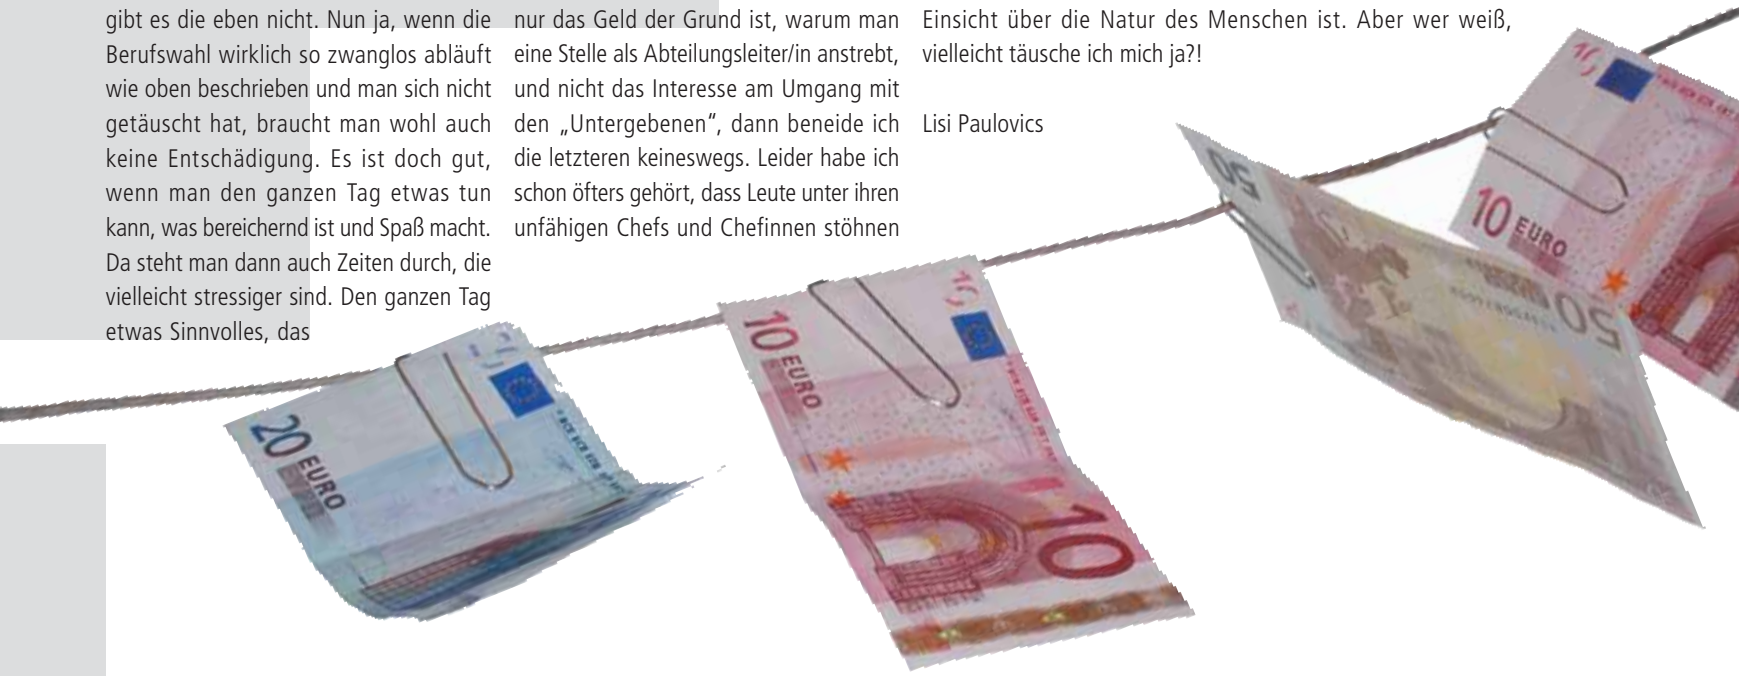 gibt es die eben nicht. Nun ja, wenn die
Berufswahl wirklich so zwanglos abläuft
wie oben beschrieben und man sich nicht
getäuscht hat, braucht man wohl auch
keine Entschädigung. Es ist doch gut,
wenn man den ganzen Tag etwas tun
kann, was bereichernd ist und Spaß macht.
Da steht man dann auch Zeiten durch, die
vielleicht stressiger sind. Den ganzen Tag
etwas Sinnvolles, das
nur das Geld der Grund ist, warum man
eine Stelle als Abteilungsleiter/in anstrebt,
und nicht das Interesse am Umgang mit
den „Untergebenen“, dann beneide ich
die letzteren keineswegs. Leider habe ich
schon öfters gehört, dass Leute unter ihren
unfähigen Chefs und Chefinnen stöhnen
Einsicht über die Natur des Menschen ist. Aber wer weiß,
vielleicht täusche ich mich ja?!
Lisi Paulovics
20 EURO
10 EURO
10
50
50
10 EURO